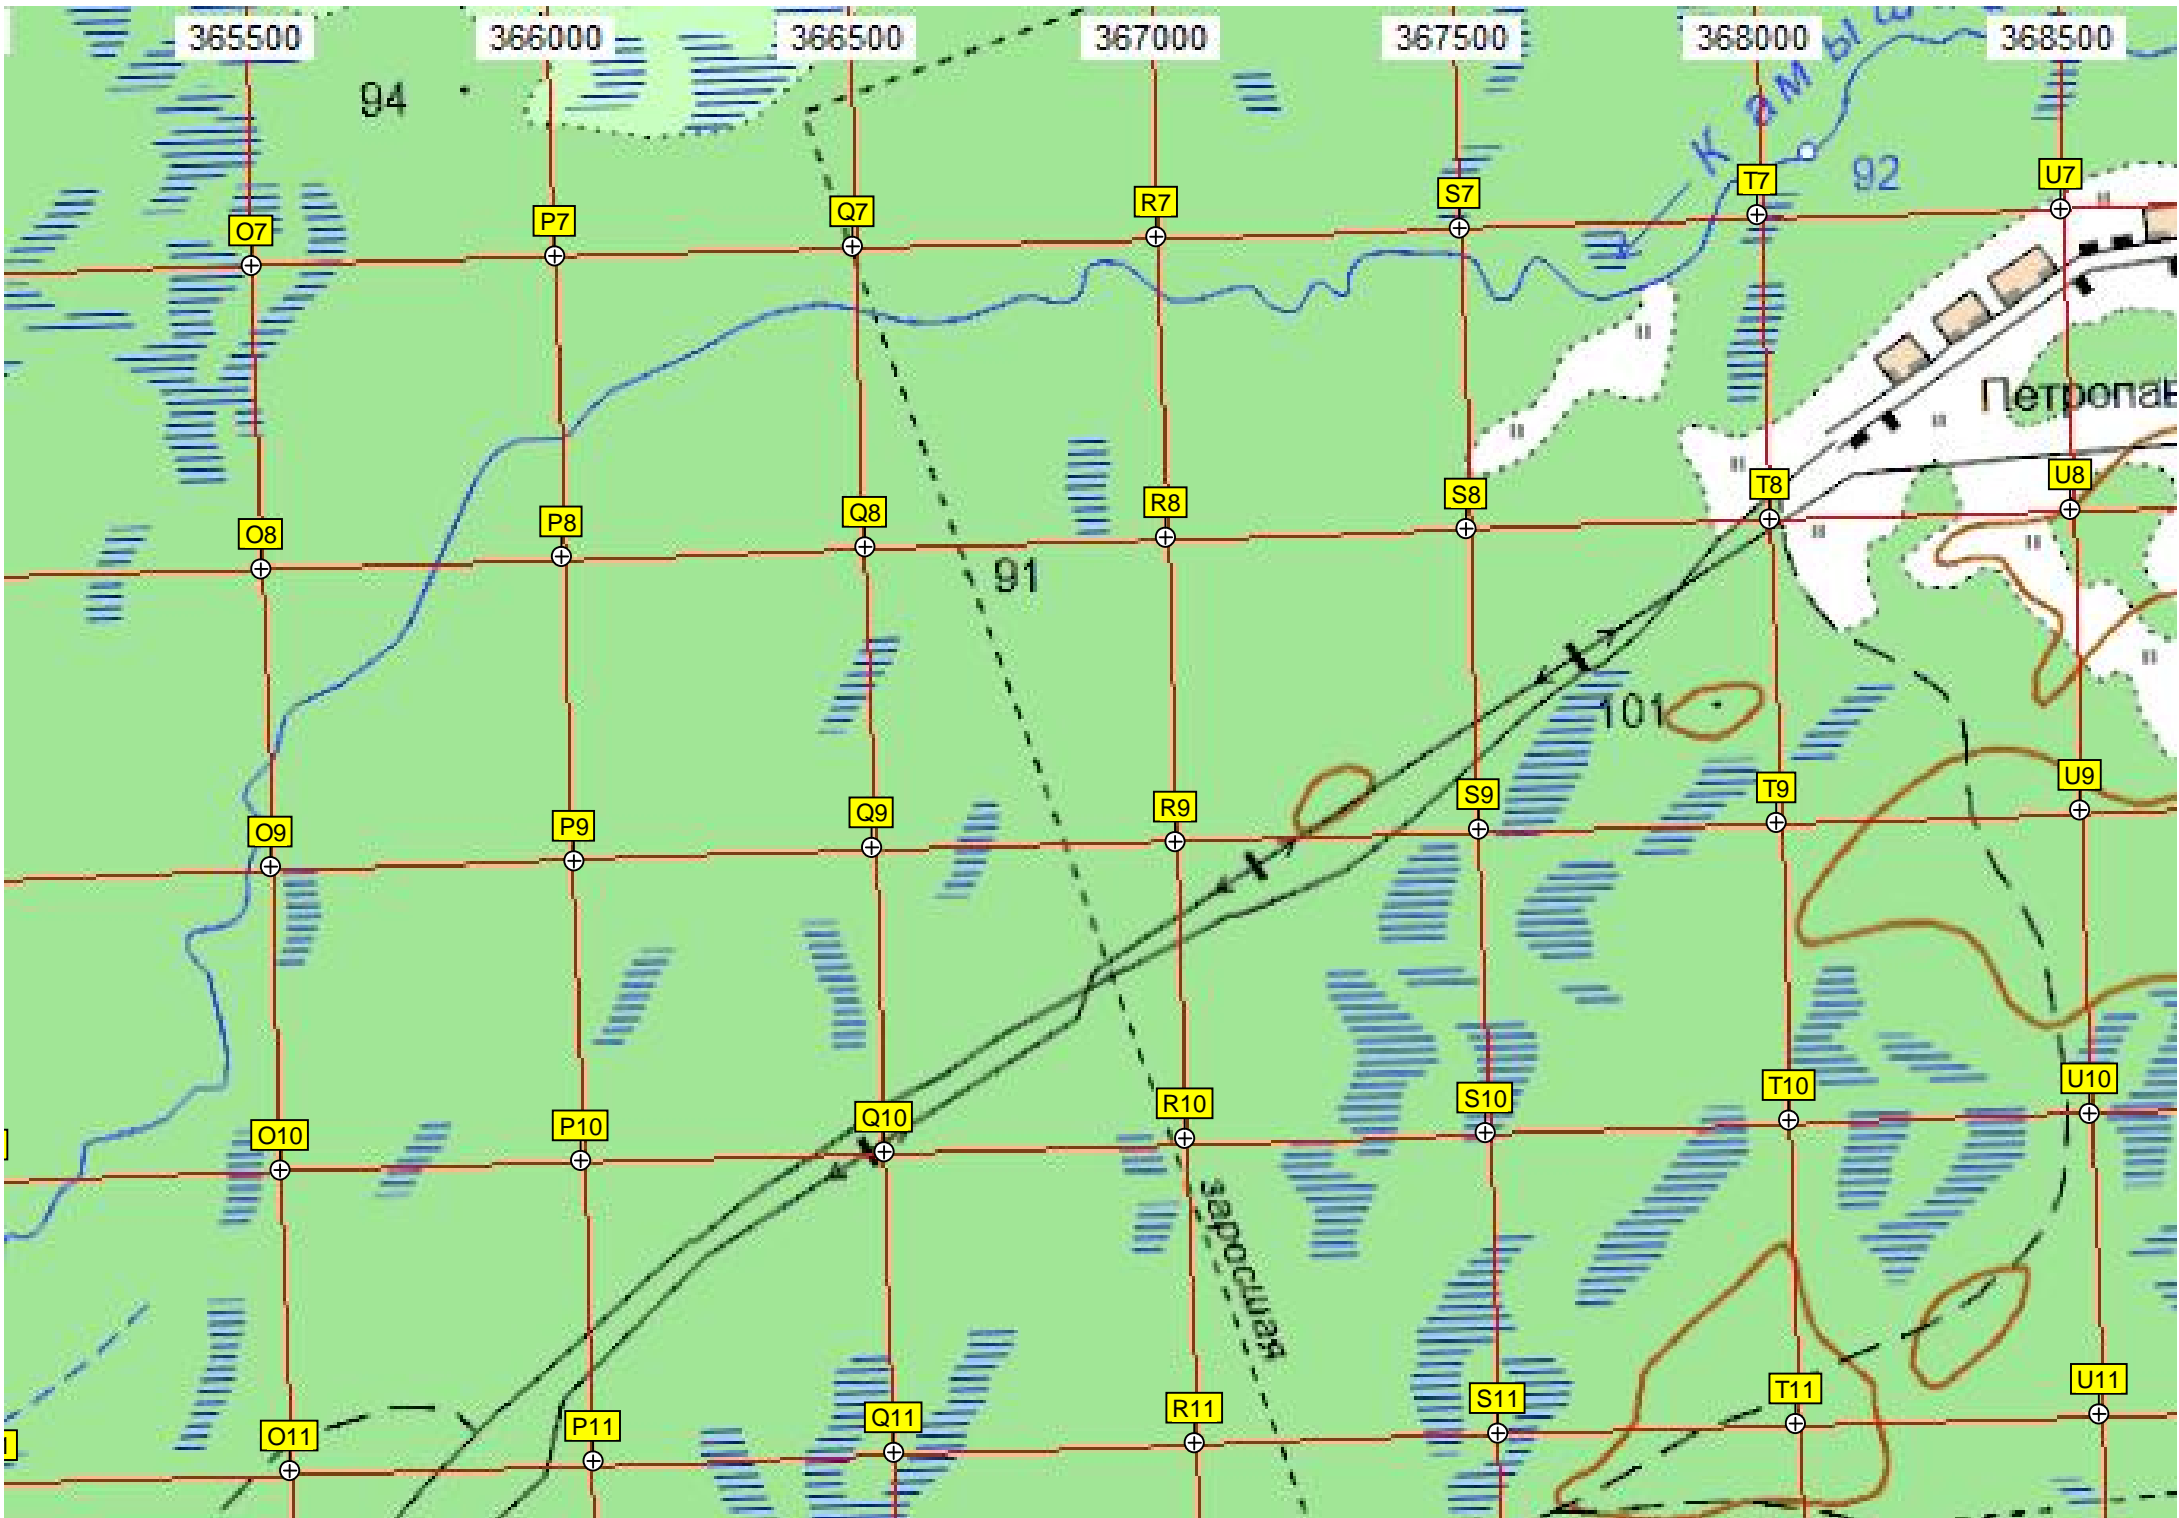 365500 366000 366500 367000 367500 368000 368500
94
92
O7 P7 Q7 R7 S7 T7 U7
Петропав
O8 P8 Q8 R8 S8 T8 U8
91
101
O9 P9 Q9 R9 S9 T9 U9
O10 P10 Q10 R10 S10 T10 U10
заросшая
O11 P11 Q11 R11 S11 T11 U11